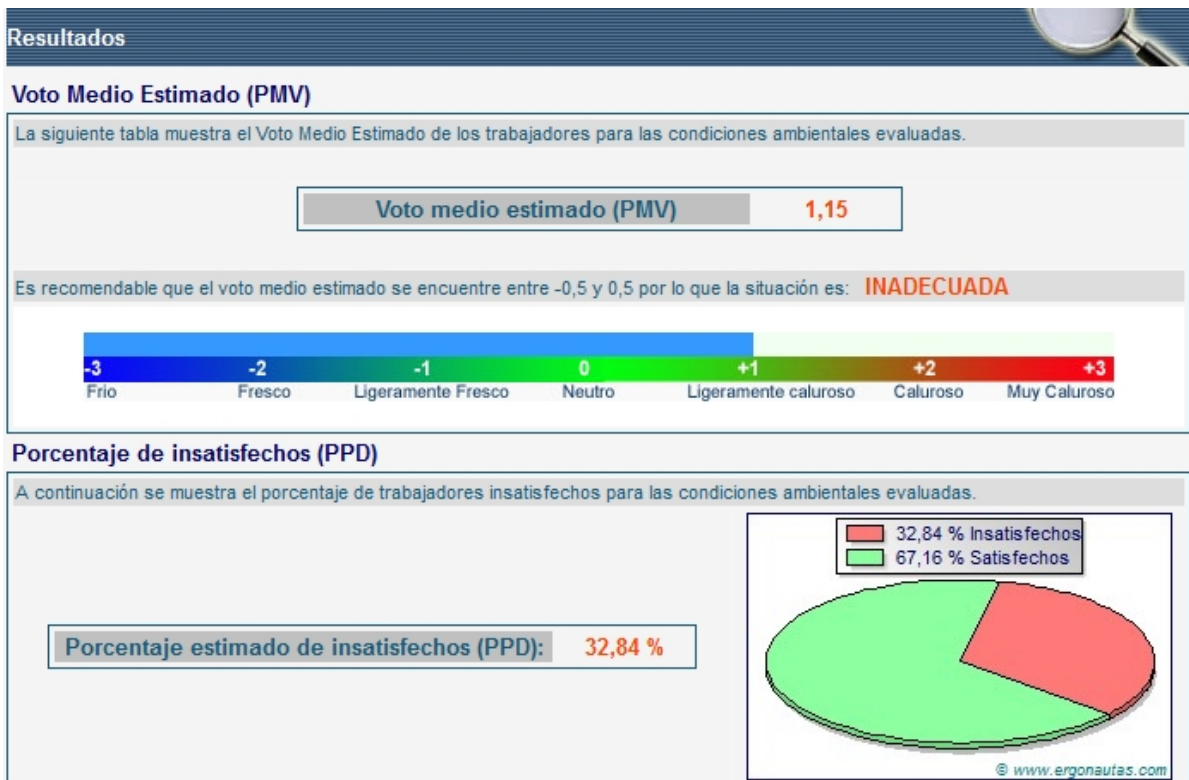 Resultados
Voto Medio Estimado (PMV)
La siguiente tabla muestra el Voto Medio Estimado de los trabajadores para las condiciones ambientales evaluadas.
Voto medio estimado (PMV) 1,15
Es recomendable que el voto medio estimado se encuentre entre -0,5 y 0,5 por lo que la situación es: INADECUADA
-3 -2 -1 0 +1 +2 +3
Frio Fresco Ligeramente Fresco Neutro Ligeramente caluroso Caluroso Muy Caluroso
Porcentaje de insatisfechos (PPD)
A continuación se muestra el porcentaje de trabajadores insatisfechos para las condiciones ambientales evaluadas.
32,84 % Insatisfechos
67,16 % Satisfechos
Porcentaje estimado de insatisfechos (PPD): 32,84 %
© www.ergonautas.com